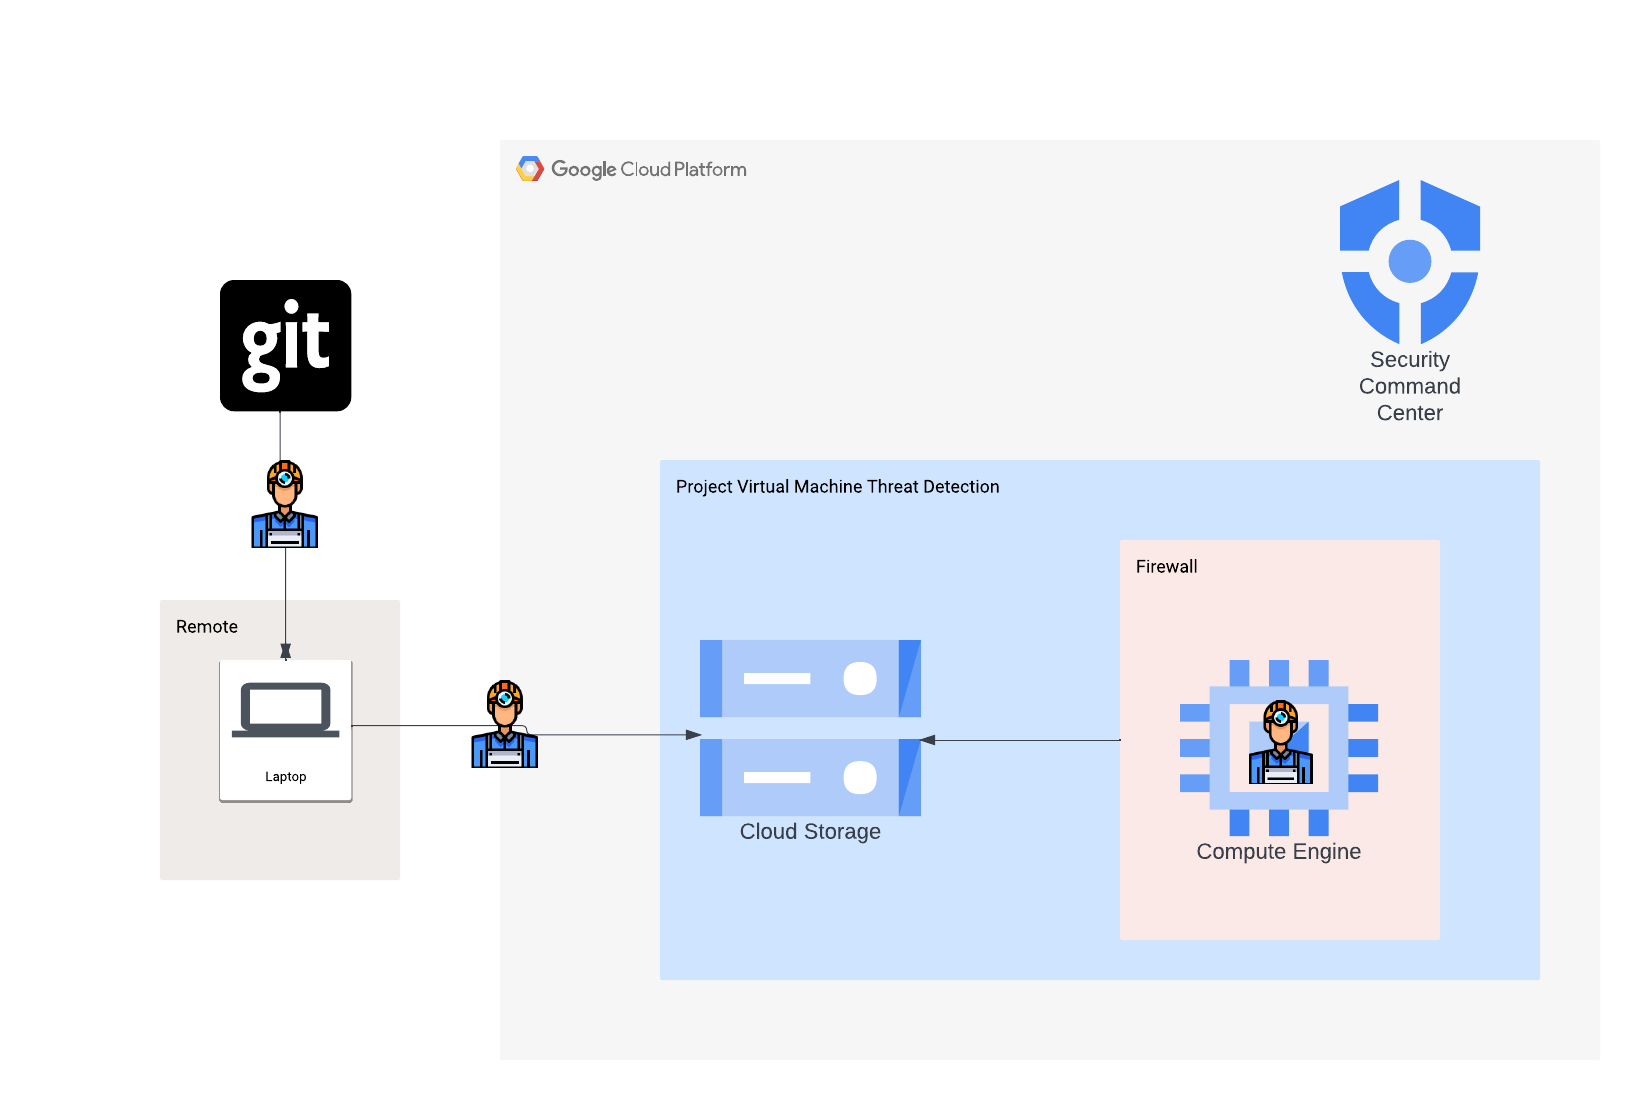 Google Cloud Platform
git
Security
Command
Center
Project Virtual Machine Threat Detection
Firewall
Remote
Laptop
Cloud Storage
Compute Engine